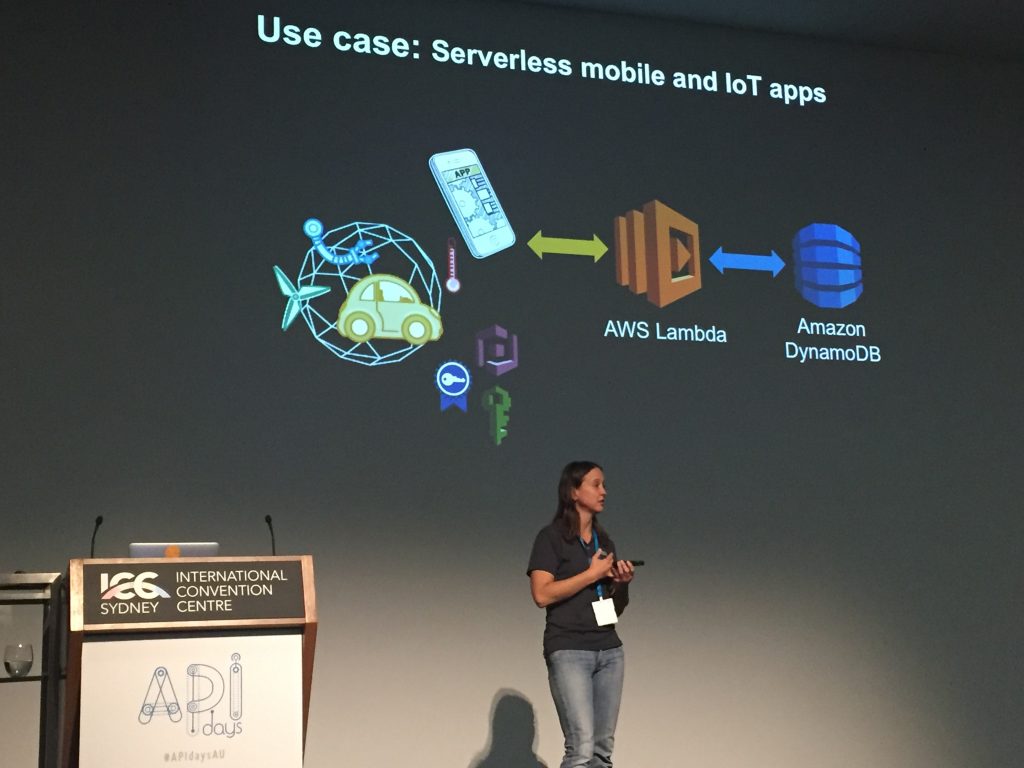 Use case: Serverless mobile and IoT apps
APP
AWS Lambda
Amazon
DynamoDB
ICC
SYDNEY
INTERNATIONAL
CONVENTION
CENTRE
API
days
#APIdaysAU